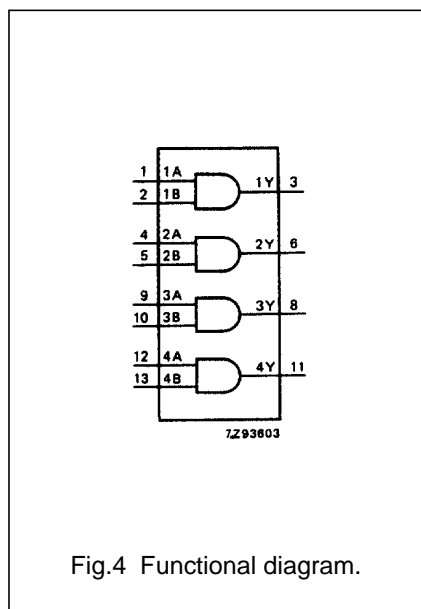 1 1A 1Y 3
2 1B
4 2A 2Y 6
5 2B
9 3A 3Y 8
10 3B
12 4A 4Y 11
13 4B
7Z93603
Fig.4 Functional diagram.